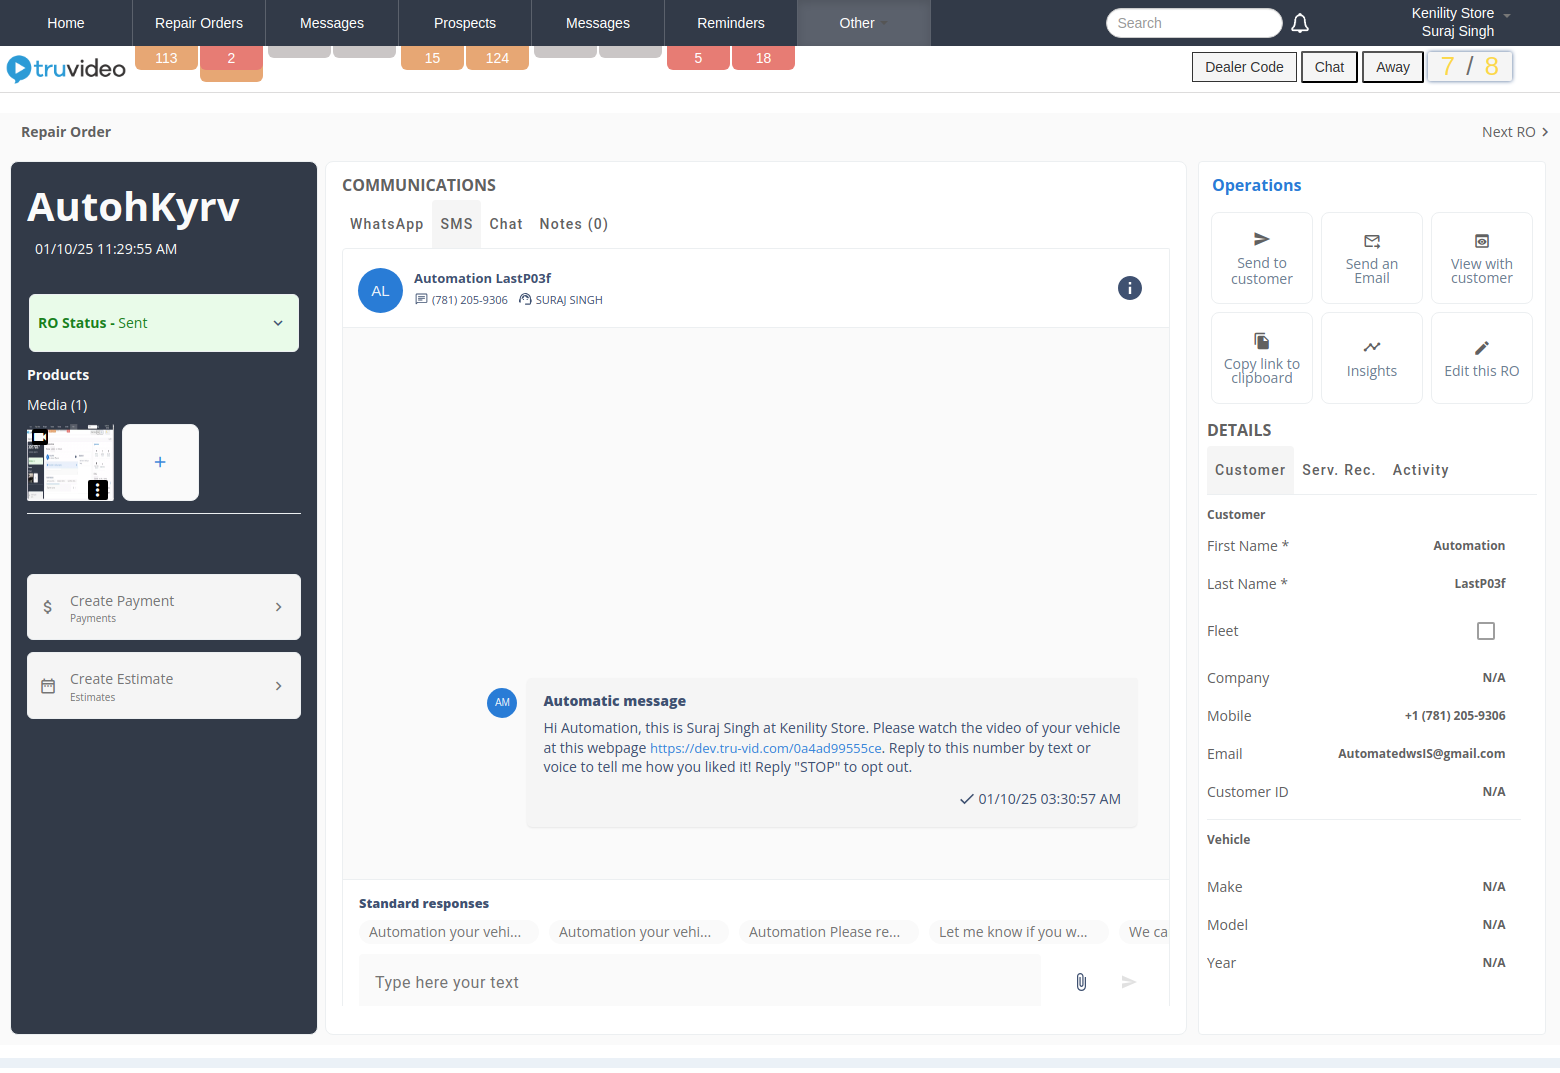 Home
Repair Orders
Messages
Prospects
Messages
Reminders
Other
Search
Kenility Store
Suraj Singh
truvideo
113
2
15
124
5
18
Dealer Code
Chat
Away
7 / 8
Repair Order
Next RO
AutohKyrv
01/10/25 11:29:55 AM
RO Status - Sent
Products
Media (1)
+
Create Payment
Payments
Create Estimate
Estimates
COMMUNICATIONS
WhatsApp
SMS
Chat
Notes (0)
AL
Automation LastP03f
(781) 205-9306
SURAJ SINGH
AM
Automatic message
Hi Automation, this is Suraj Singh at Kenility Store. Please watch the video of your vehicle
at this webpage https://dev.tru-vid.com/0a4ad99555ce. Reply to this number by text or
voice to tell me how you liked it! Reply "STOP" to opt out.
01/10/25 03:30:57 AM
Standard responses
Automation your vehi...
Automation your vehi...
Automation Please re...
Let me know if you w...
We ca
Type here your text
Operations
Send to
customer
Send an
Email
View with
customer
Copy link to
clipboard
Insights
Edit this RO
DETAILS
Customer
Serv. Rec.
Activity
Customer
First Name *
Automation
Last Name *
LastP03f
Fleet
Company
N/A
Mobile
+1 (781) 205-9306
Email
AutomatedwsIS@gmail.com
Customer ID
N/A
Vehicle
Make
N/A
Model
N/A
Year
N/A